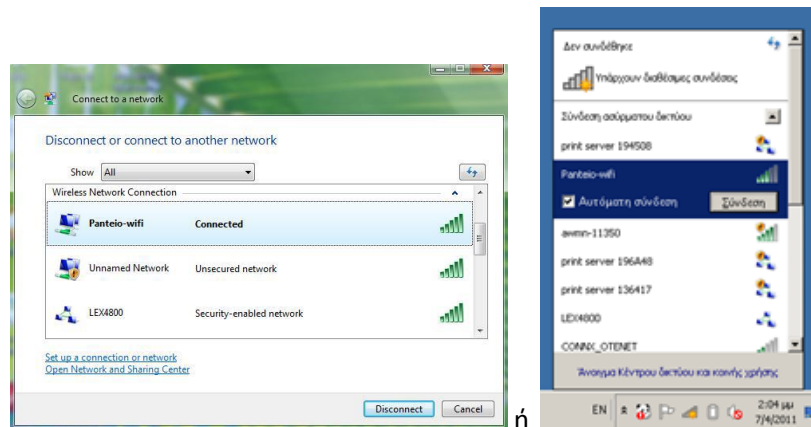 Connect to a network
Disconnect or connect to another network
Show All
Wireless Network Connection
Panteio-wifi Connected
Unnamed Network Unsecured network
LEX4800 Security-enabled network
Set up a connection or network
Open Network and Sharing Center
Disconnect Cancel
ή
Δεν συνδέθηκε
Υπάρχουν διαθέσιμες συνδέσεις
Σύνδεση ασύρματου δικτύου
print server 194508
Panteio-wifi
Αυτόματη σύνδεση Σύνδεση
awmn-11350
print server 196A48
print server 136417
LEX4800
CONNX_OTENET
Άνοιγμα Κέντρου δικτύου και κοινής χρήσης
EN 2:04 μμ
7/4/2011